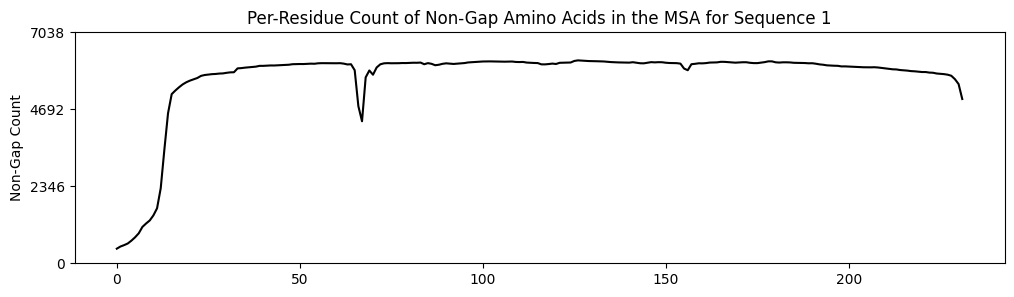 Per-Residue Count of Non-Gap Amino Acids in the MSA for Sequence 1
Non-Gap Count
7038
4692
2346
0
0 50 100 150 200